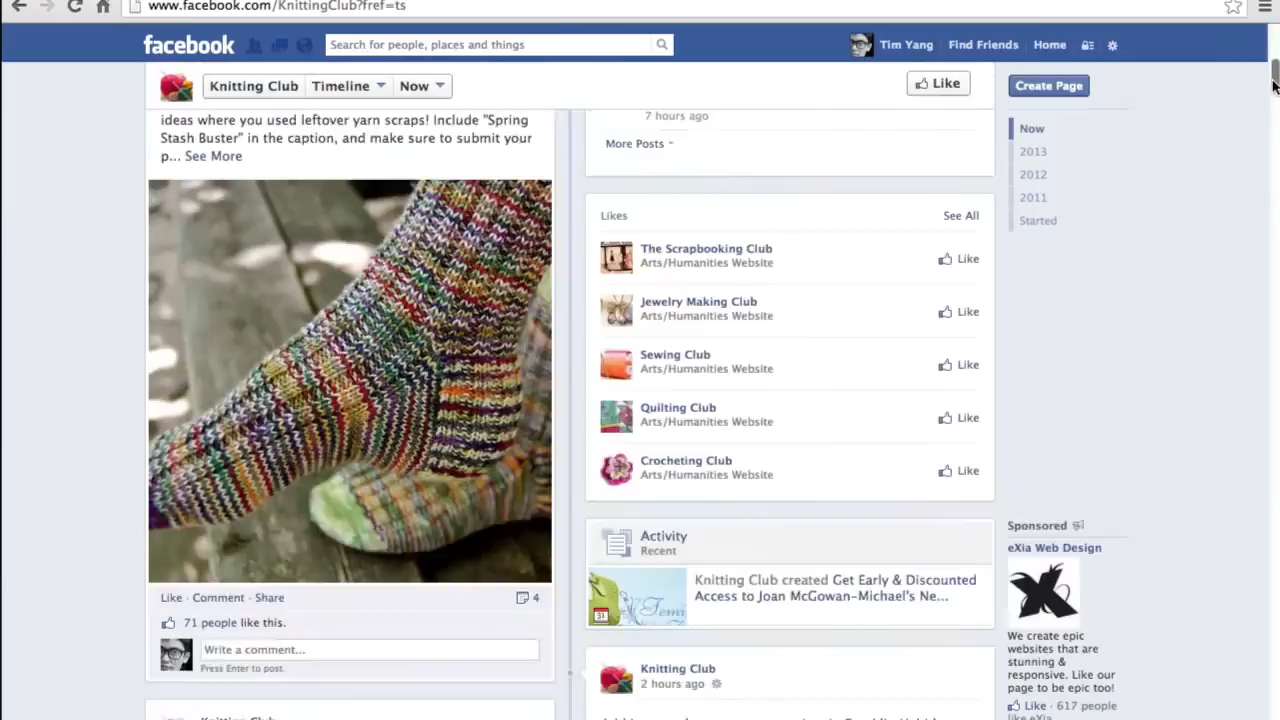 www.facebook.com/KnittingClub?fref=ts
facebook
Search for people, places and things
Tim Yang
Find Friends
Home
Knitting Club
Timeline
Now
Like
Create Page
ideas where you used leftover yarn scraps! Include "Spring
Stash Buster" in the caption, and make sure to submit your
p... See More
Like · Comment · Share
4
71 people like this.
Write a comment...
Press Enter to post.
Knitting Club
7 hours ago
More Posts
Likes
See All
The Scrapbooking Club
Arts/Humanities Website
Like
Jewelry Making Club
Arts/Humanities Website
Like
Sewing Club
Arts/Humanities Website
Like
Quilting Club
Arts/Humanities Website
Like
Crocheting Club
Arts/Humanities Website
Like
Activity
Recent
31
Knitting Club created Get Early & Discounted
Access to Joan McGowan-Michael's Ne...
Knitting Club
2 hours ago
Now
2013
2012
2011
Started
Sponsored
eXia Web Design
We create epic
websites that are
stunning &
responsive. Like our
page to be epic too!
Like · 617 people
like eXia